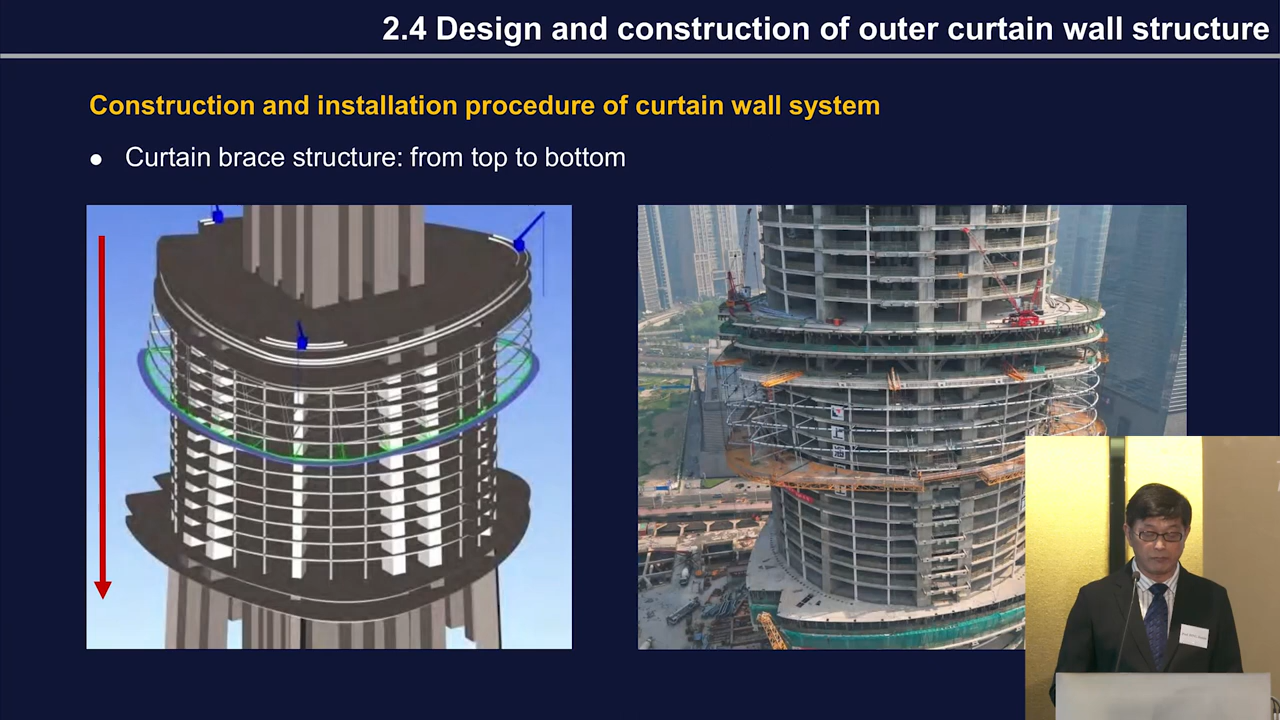 2.4 Design and construction of outer curtain wall structure
Construction and installation procedure of curtain wall system
● Curtain brace structure: from top to bottom